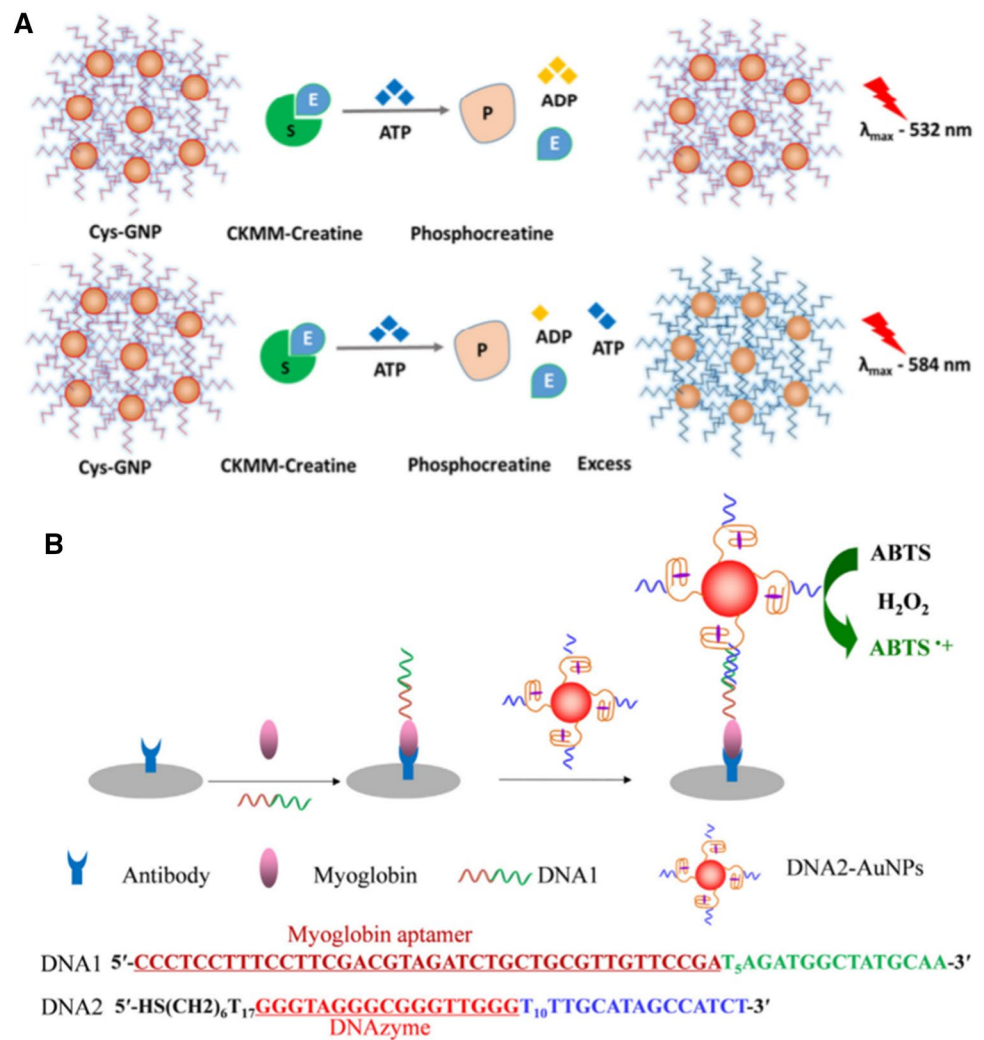 A
S E ATP P ADP E λmax - 532 nm
Cys-GNP CKMM-Creatine Phosphocreatine
S E ATP P ADP ATP E λmax - 584 nm
Cys-GNP CKMM-Creatine Phosphocreatine Excess
B
ABTS
H2O2
ABTS•+
Antibody Myoglobin DNA1 DNA2-AuNPs
Myoglobin aptamer
DNA1 5′-CCCTCCTTTCCTTCGACGTAGATCTGCTGCGTTGTTCCGAT5AGATGGCTATGCAA-3′
DNA2 5′-HS(CH2)6T17GGGTAGGGCGGGTTGGGT10TTGCATAGCCATCT-3′
DNAzyme